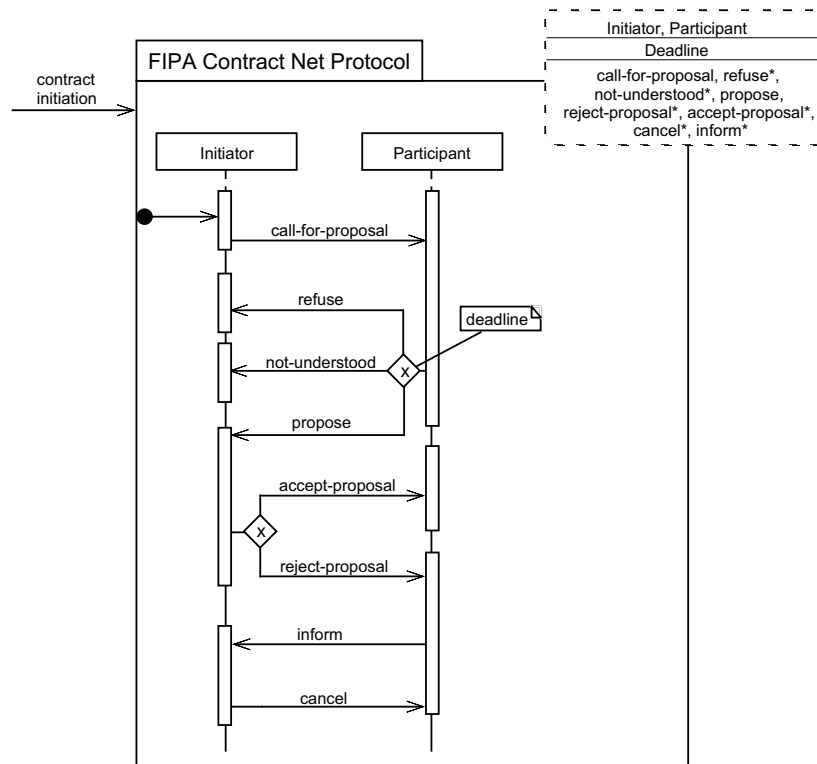 Initiator, Participant
Deadline
call-for-proposal, refuse*,
not-understood*, propose,
reject-proposal*, accept-proposal*,
cancel*, inform*
FIPA Contract Net Protocol
contract
initiation
Initiator
Participant
call-for-proposal
refuse
deadline
not-understood
x
propose
accept-proposal
x
reject-proposal
inform
cancel